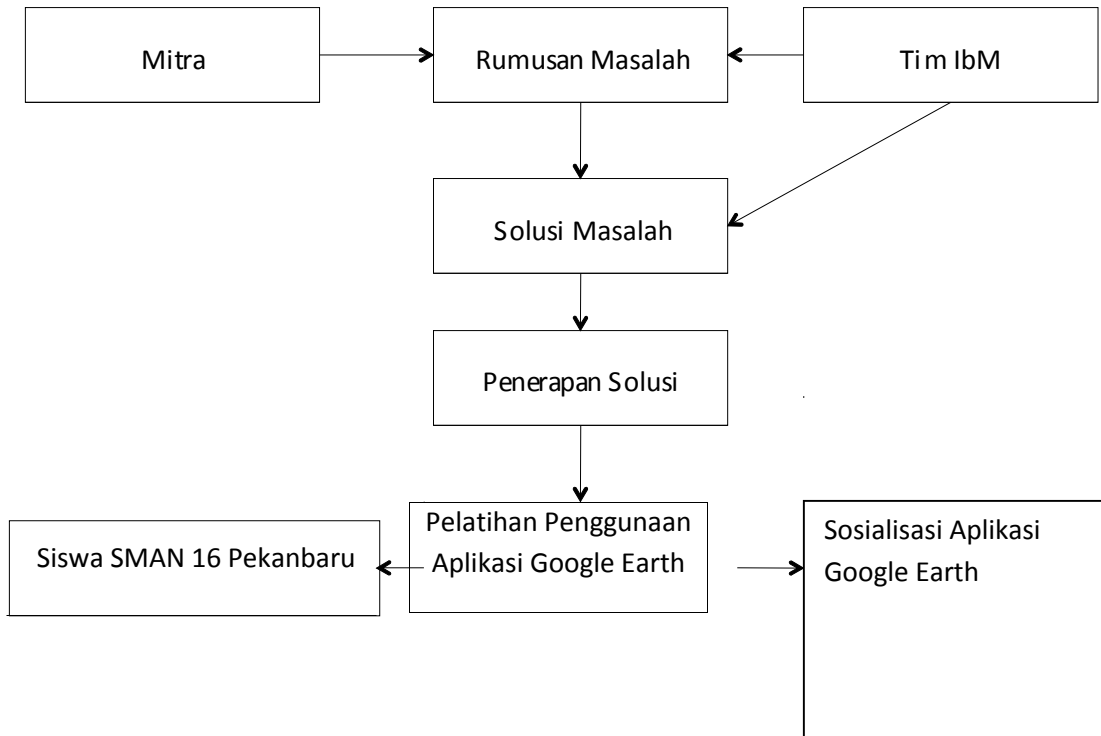 Mitra
Rumusan Masalah
Tim IbM
Solusi Masalah
Penerapan Solusi
Siswa SMAN 16 Pekanbaru
Pelatihan Penggunaan
Aplikasi Google Earth
Sosialisasi Aplikasi
Google Earth